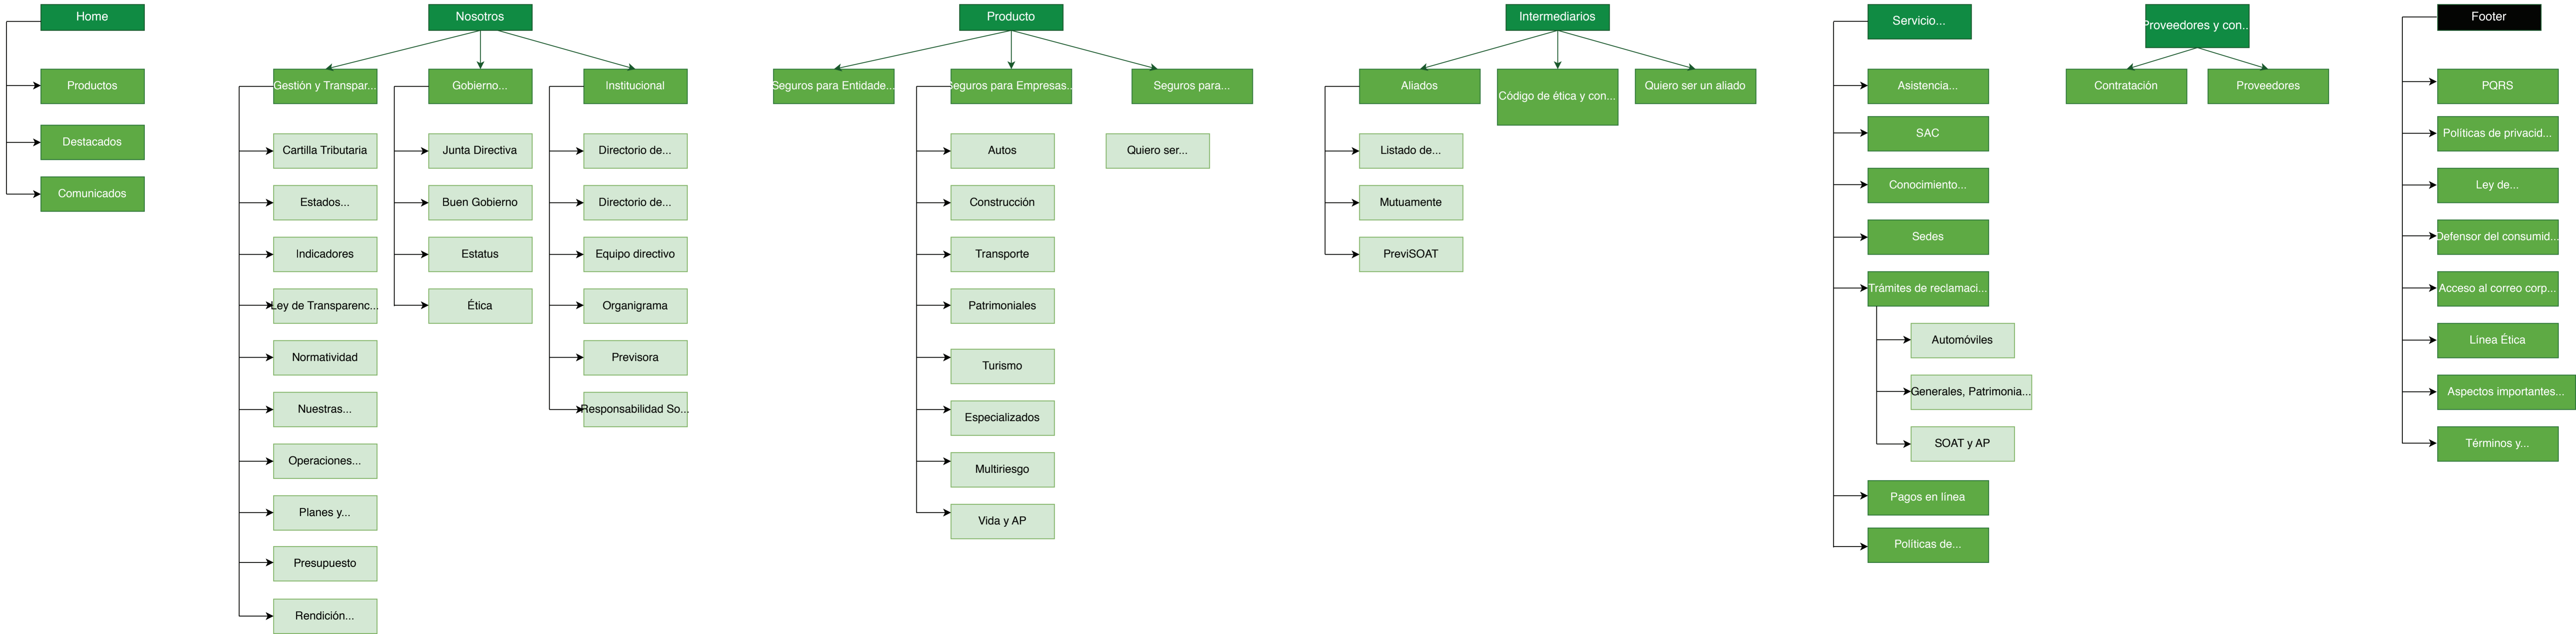 Home
Productos
Destacados
Comunicados
Nosotros
Gestión y Transpar...
Cartilla Tributaria
Estados...
Indicadores
Ley de Transparenc...
Normatividad
Nuestras...
Operaciones...
Planes y...
Presupuesto
Rendición...
Gobierno...
Junta Directiva
Buen Gobierno
Estatus
Ética
Institucional
Directorio de...
Directorio de...
Equipo directivo
Organigrama
Previsora
Responsabilidad So...
Producto
Seguros para Entidade...
Seguros para Empresas...
Autos
Construcción
Transporte
Patrimoniales
Turismo
Especializados
Multiriesgo
Vida y AP
Seguros para...
Quiero ser...
Intermediarios
Aliados
Listado de...
Mutuamente
PreviSOAT
Código de ética y con...
Quiero ser un aliado
Servicio...
Asistencia...
SAC
Conocimiento...
Sedes
Trámites de reclamaci...
Automóviles
Generales, Patrimonia...
SOAT y AP
Pagos en línea
Políticas de...
Proveedores y con...
Contratación
Proveedores
Footer
PQRS
Políticas de privacid...
Ley de...
Defensor del consumid...
Acceso al correo corp...
Línea Ética
Aspectos importantes...
Términos y...